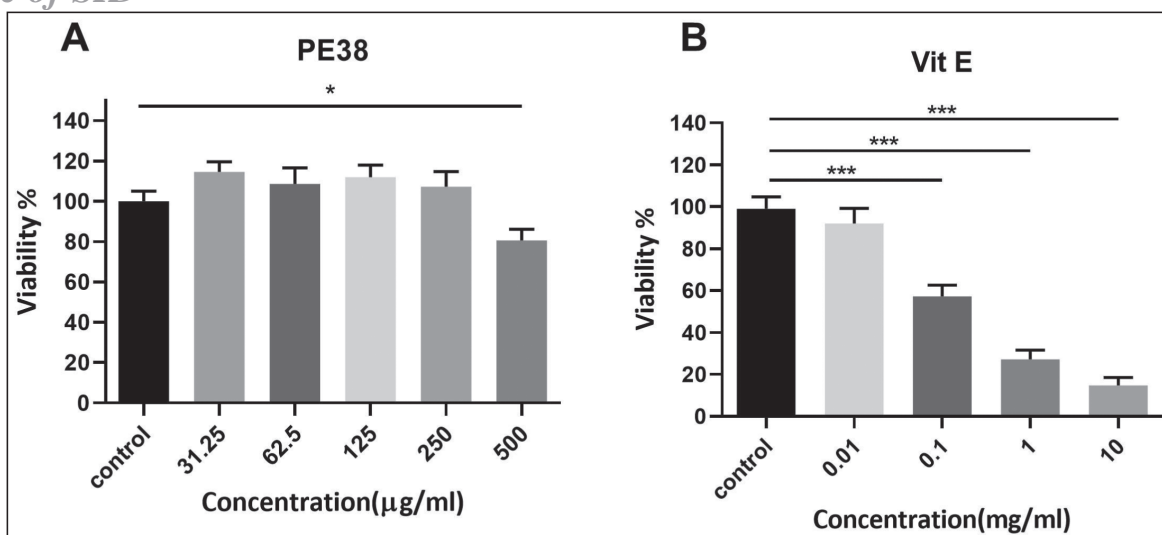 of SID
A
PE38
*
Viability %
140
120
100
80
60
40
20
0
control
31.25
62.5
125
250
500
Concentration(μg/ml)
B
Vit E
***
***
***
Viability %
140
120
100
80
60
40
20
0
control
0.01
0.1
1
10
Concentration(mg/ml)